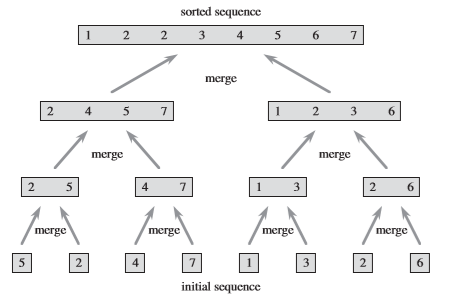 sorted sequence
1 2 2 3 4 5 6 7
merge
2 4 5 7
1 2 3 6
merge
merge
2 5
4 7
1 3
2 6
merge
merge
merge
merge
5
2
4
7
1
3
2
6
initial sequence